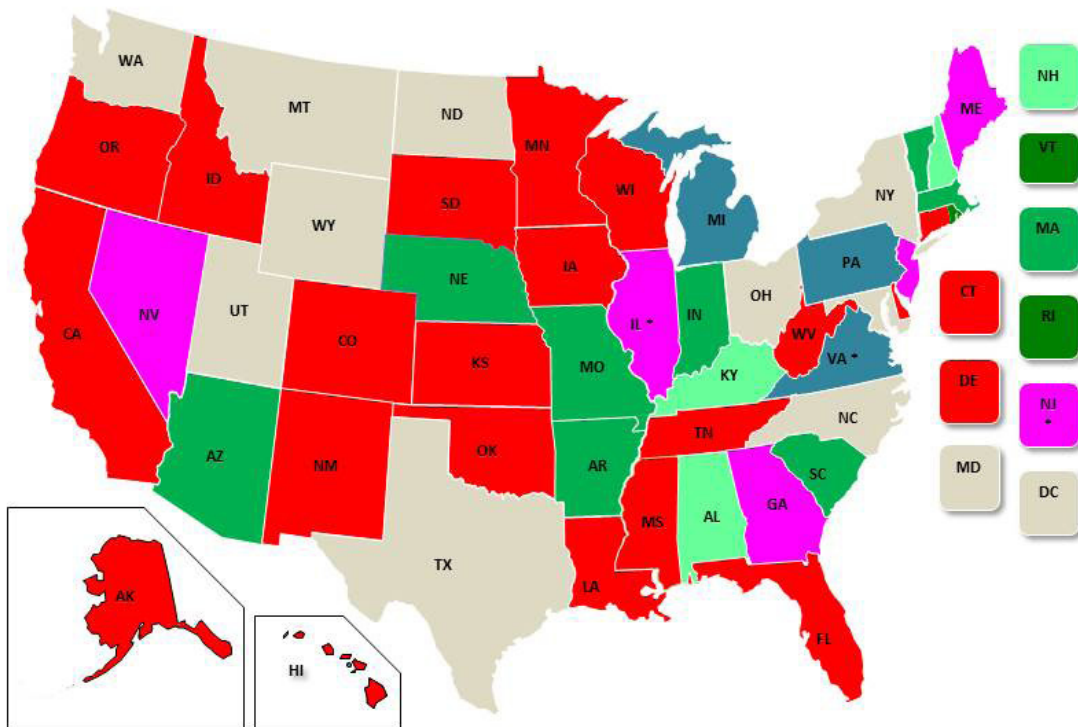 WA
MT
ND
MN
ME
NH
OR
ID
SD
WI
MI
NY
VT
WY
IA
PA
MA
NV
UT
NE
IL *
IN
OH
CT
RI
CA
CO
KS
MO
KY
WV
VA *
DE
NJ
*
AZ
NM
OK
AR
TN
NC
SC
MD
DC
TX
LA
MS
AL
GA
FL
AK
HI